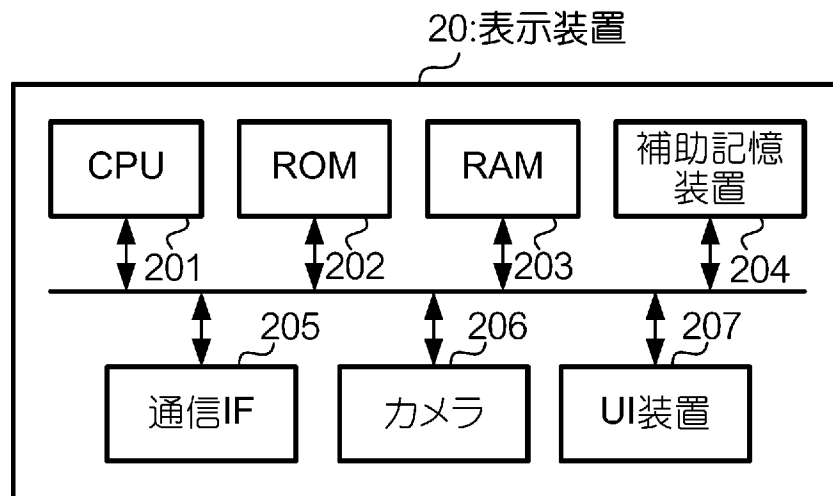 20:表示装置
CPU
ROM
RAM
補助記憶
装置
201
202
203
204
205
206
207
通信IF
カメラ
UI装置